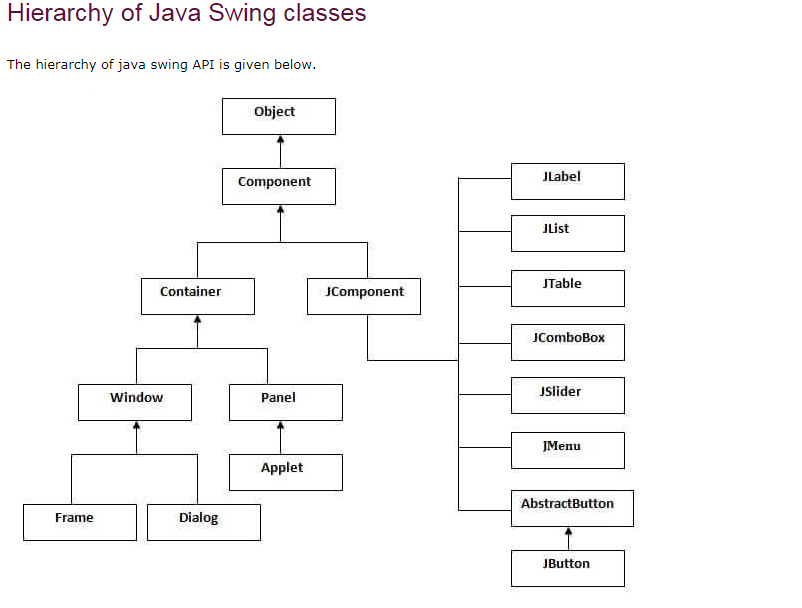 Hierarchy of Java Swing classes
The hierarchy of java swing API is given below.
Object
Component
Container
JComponent
Window
Panel
Applet
Frame
Dialog
JLabel
JList
JTable
JComboBox
JSlider
JMenu
AbstractButton
JButton